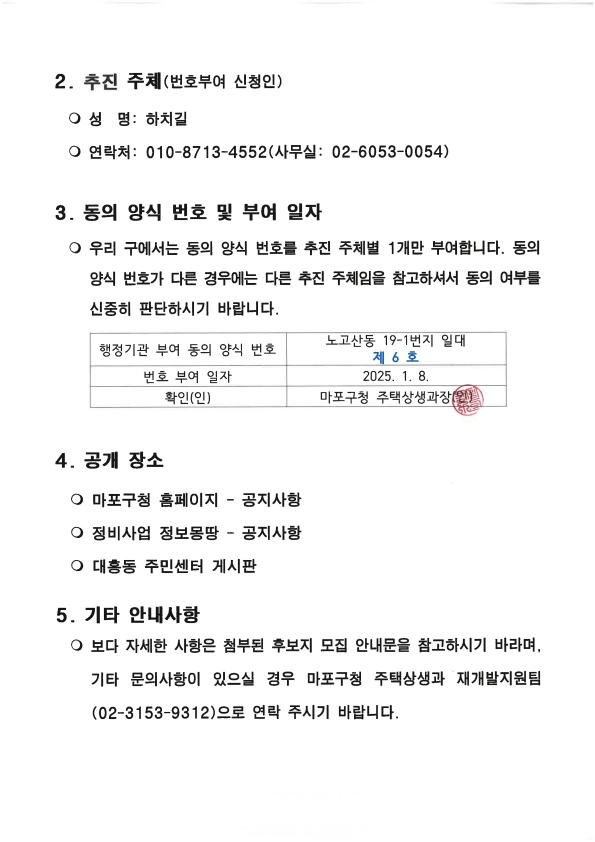 2. 추진 주체(번호부여 신청인)
❍ 성 명: 하치길
❍ 연락처: 010-8713-4552(사무실: 02-6053-0054)
3. 동의 양식 번호 및 부여 일자
❍ 우리 구에서는 동의 양식 번호를 추진 주체별 1개만 부여합니다. 동의
양식 번호가 다른 경우에는 다른 추진 주체임을 참고하셔서 동의 여부를
신중히 판단하시기 바랍니다.
행정기관 부여 동의 양식 번호
노고산동 19-1번지 일대
제 6 호
번호 부여 일자
2025. 1. 8.
확인(인)
마포구청 주택상생과장(인)
4. 공개 장소
❍ 마포구청 홈페이지 - 공지사항
❍ 정비사업 정보몽땅 - 공지사항
❍ 대흥동 주민센터 게시판
5. 기타 안내사항
❍ 보다 자세한 사항은 첨부된 후보지 모집 안내문을 참고하시기 바라며,
기타 문의사항이 있으실 경우 마포구청 주택상생과 재개발지원팀
(02-3153-9312)으로 연락 주시기 바랍니다.